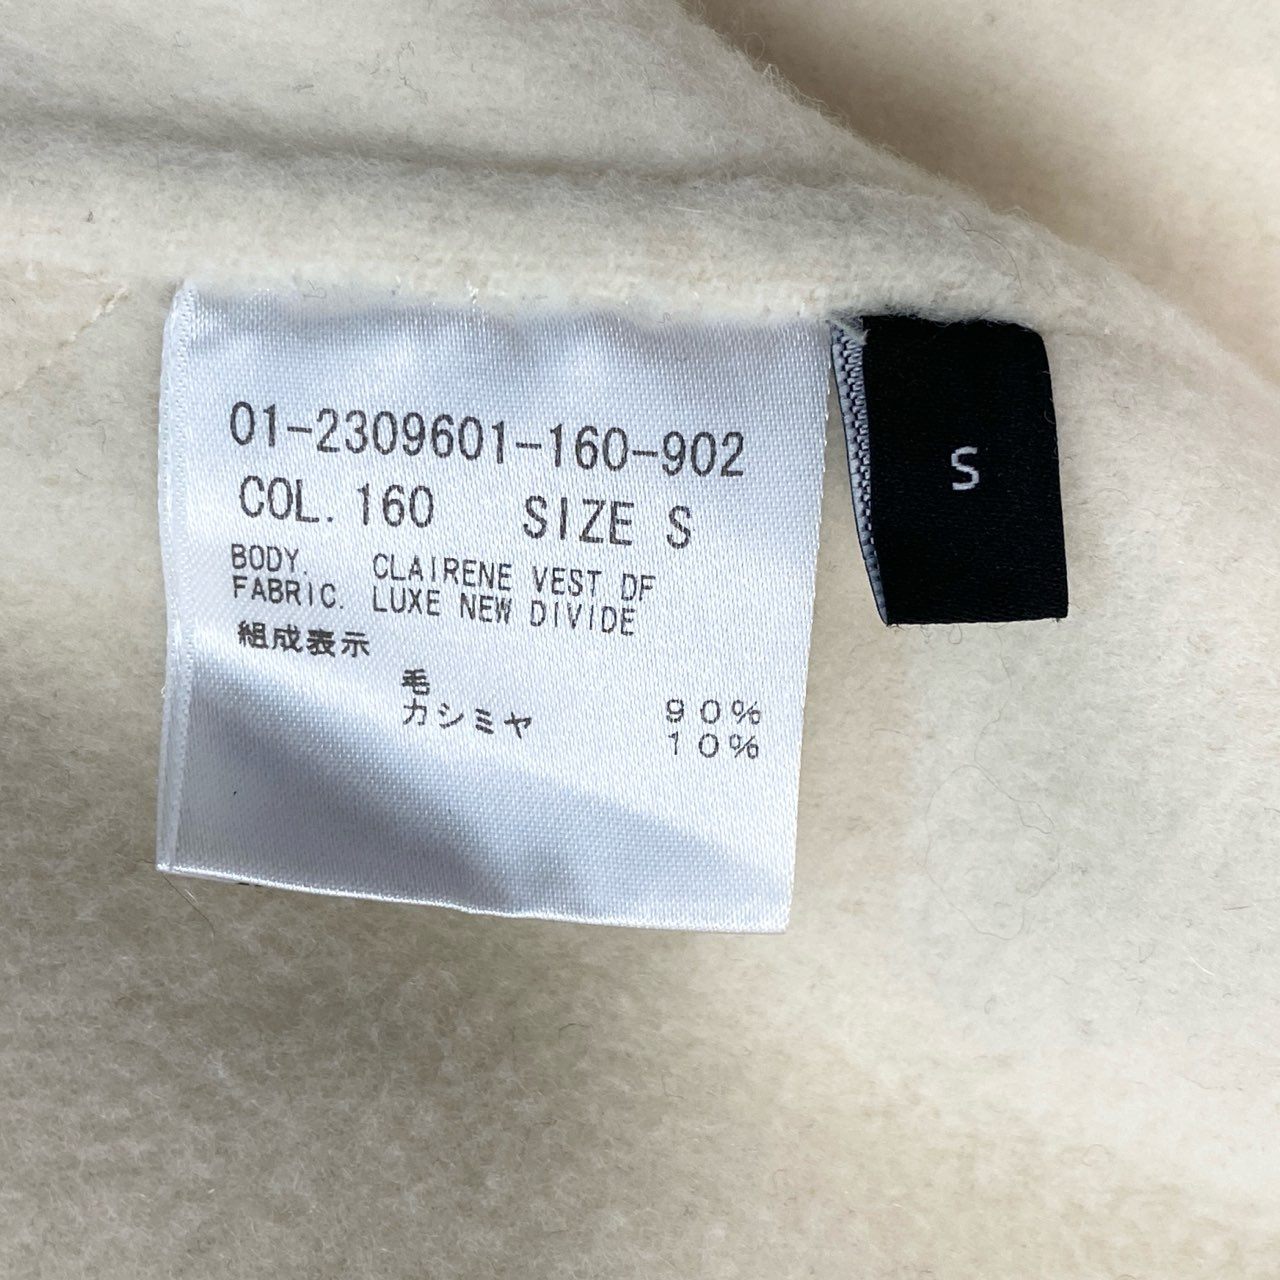 01-2309601-160-902
COL. 160 SIZE S
BODY. CLAIRENE VEST DF
FABRIC. LUXE NEW DIVIDE
組成表示
毛 90%
カシミヤ 10%
S